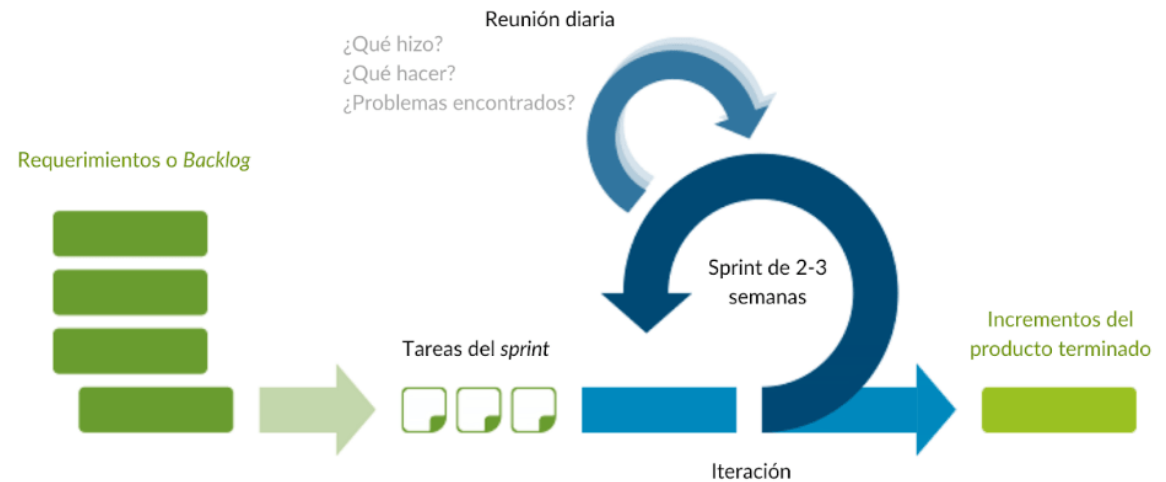 Reunión diaria
¿Qué hizo?
¿Qué hacer?
¿Problemas encontrados?
Requerimientos o Backlog
Sprint de 2-3
semanas
Tareas del sprint
Incrementos del
producto terminado
Iteración